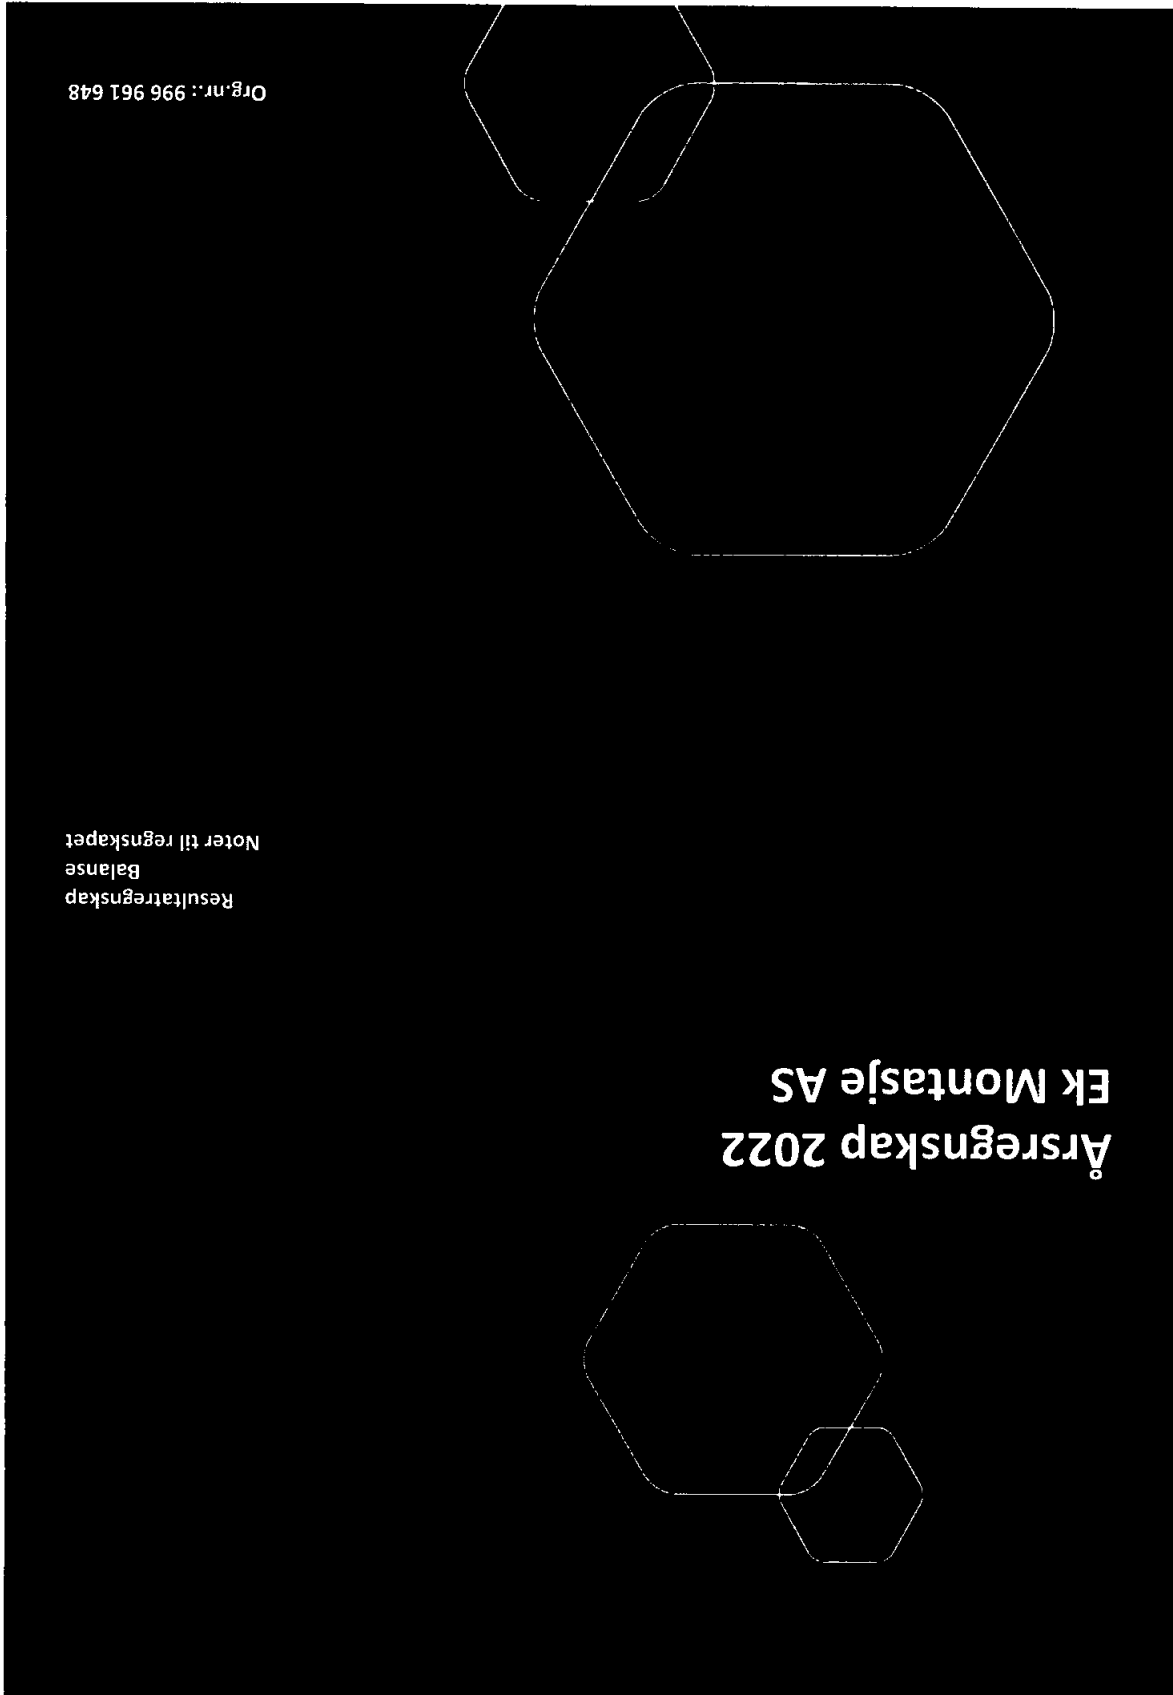 Årsregnskap 2022
Ek Montasje AS
Resultatregnskap
Balanse
Noter til regnskapet
Org.nr.: 996 961 648